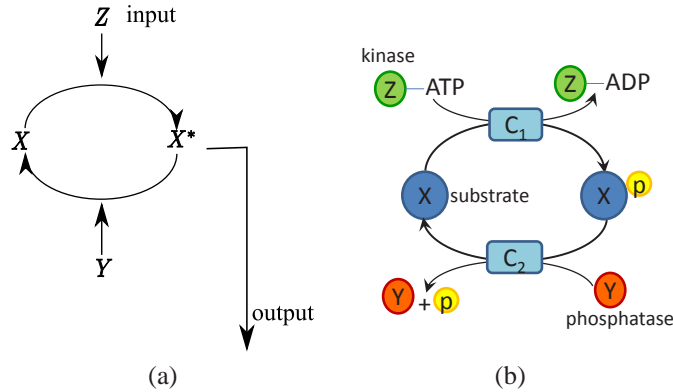 Z input
X X*
Y
output
(a)
kinase
Z ATP Z ADP
C1
X substrate X p
C2
Y + p Y
phosphatase
(b)